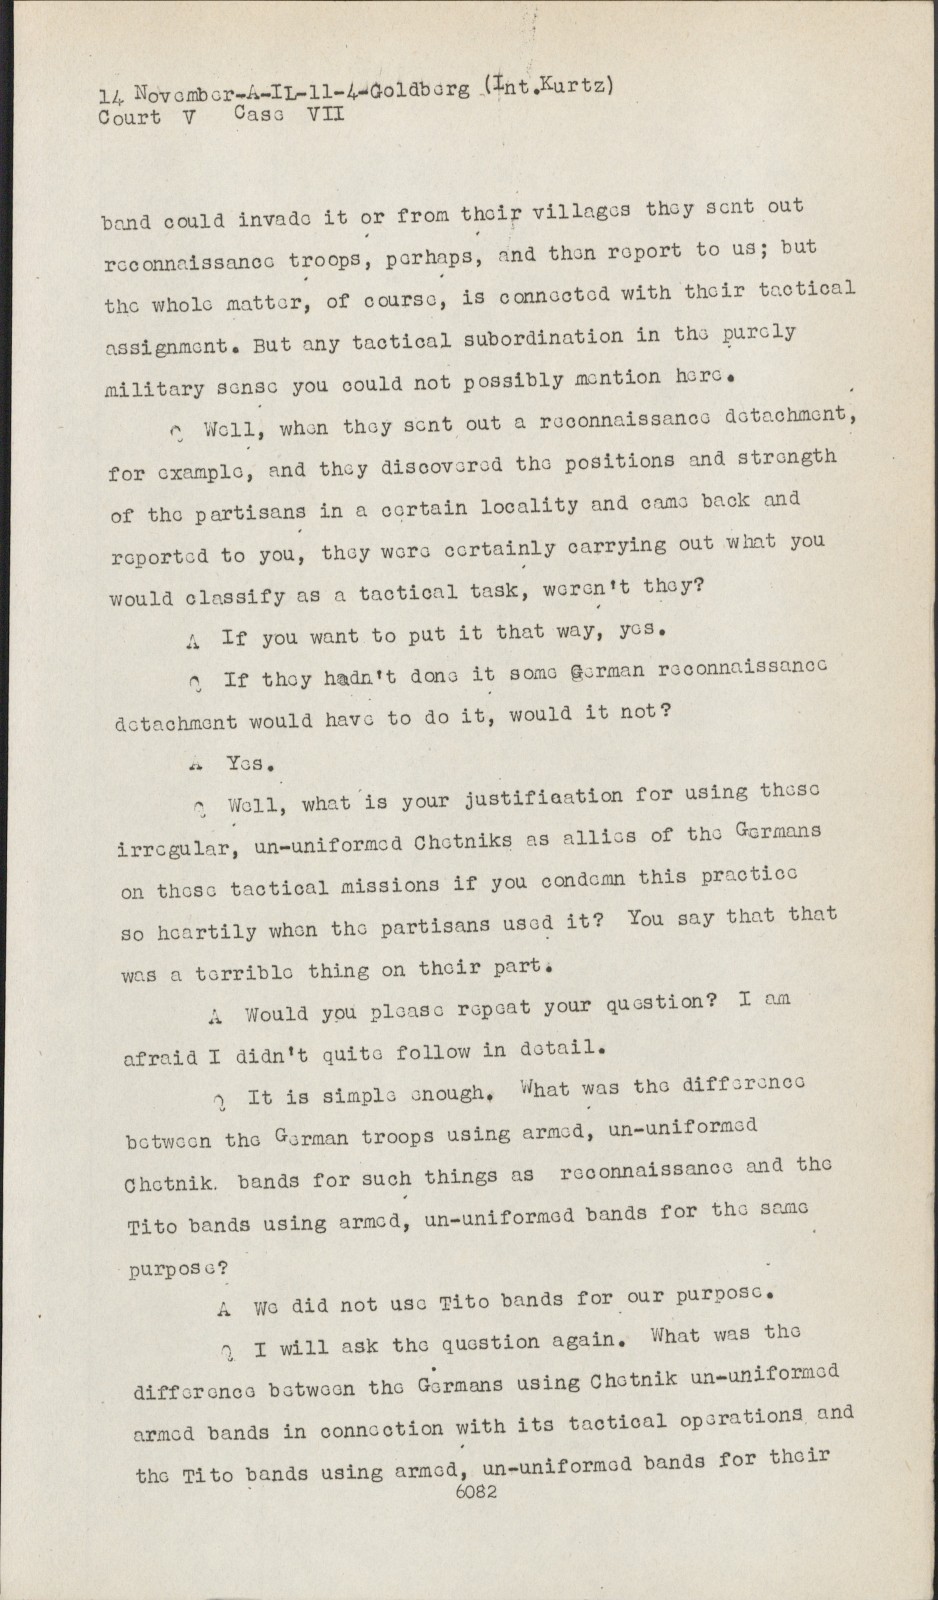 14 November-A-IL-11-4-Goldberg (Int.Kurtz)
Court V Case VII
band could invade it or from their villages they sent out
reconnaissance troops, perhaps, and then report to us; but
the whole matter, of course, is connected with their tactical
assignment. But any tactical subordination in the purely
military sense you could not possibly mention here.
Q Well, when they sent out a reconnaissance detachment,
for example, and they discovered the positions and strength
of the partisans in a certain locality and came back and
reported to you, they were certainly carrying out what you
would classify as a tactical task, weren't they?
A If you want to put it that way, yes.
Q If they hadn't done it some German reconnaissance
detachment would have to do it, would it not?
A Yes.
Q Well, what is your justifiaation for using these
irregular, un-uniformed Chetniks as allies of the Germans
on these tactical missions if you condemn this practice
so heartily when the partisans used it? You say that that
was a terrible thing on their part.
A Would you please repeat your question? I am
afraid I didn't quite follow in detail.
Q It is simple enough. What was the difference
between the German troops using armed, un-uniformed
Chetnik. bands for such things as reconnaissance and the
Tito bands using armed, un-uniformed bands for the same
purpose?
A We did not use Tito bands for our purpose.
Q I will ask the question again. What was the
difference between the Germans using Chetnik un-uniformed
armed bands in connection with its tactical operations and
the Tito bands using armed, un-uniformed bands for their
6082